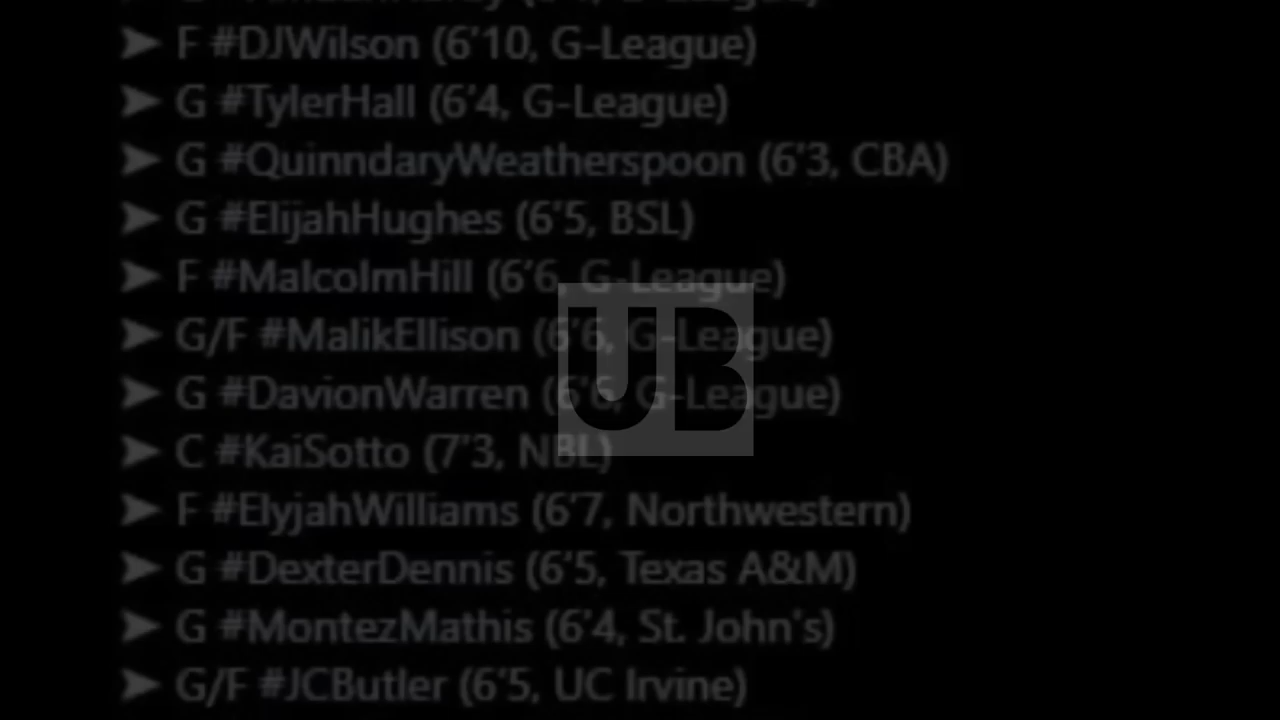 ➤ F #DJWilson (6'10, G-League)
➤ G #TylerHall (6'4, G-League)
➤ G #QuinndaryWeatherspoon (6'3, CBA)
➤ G #ElijahHughes (6'5, BSL)
➤ F #MalcolmHill (6'6, G-League)
➤ G/F #MalikEllison (6'6, G-League)
UB
➤ G #DavionWarren (6'6, G-League)
➤ C #KaiSotto (7'3, NBL)
➤ F #ElyjahWilliams (6'7, Northwestern)
➤ G #DexterDennis (6'5, Texas A&M)
➤ G #MontezMathis (6'4, St. John's)
➤ G/F #JCButler (6'5, UC Irvine)